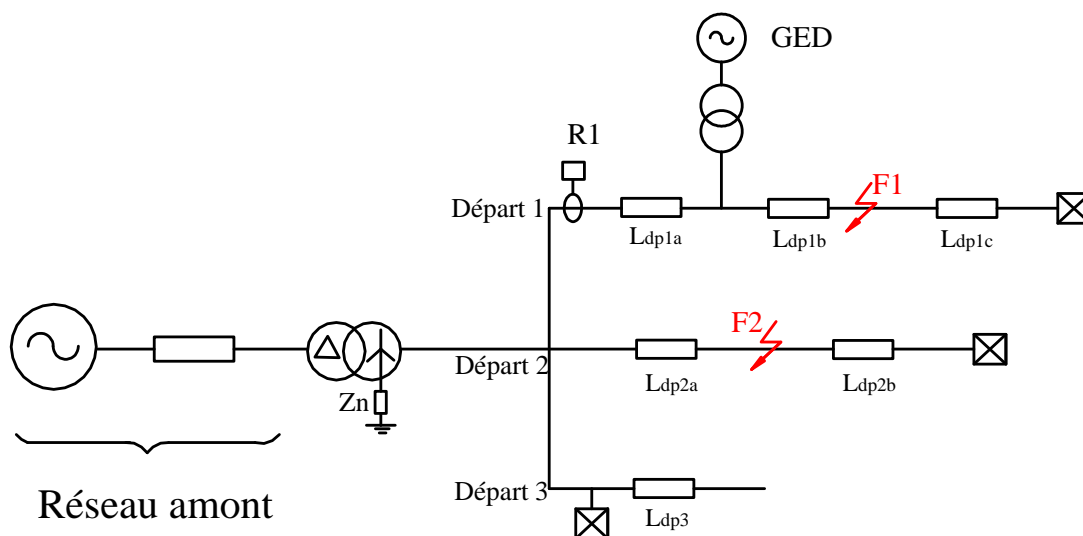 GED
R1
F1
Départ 1
Ldp1a
Ldp1b
Ldp1c
F2
Départ 2
Ldp2a
Ldp2b
Zn
Réseau amont
Départ 3
Ldp3